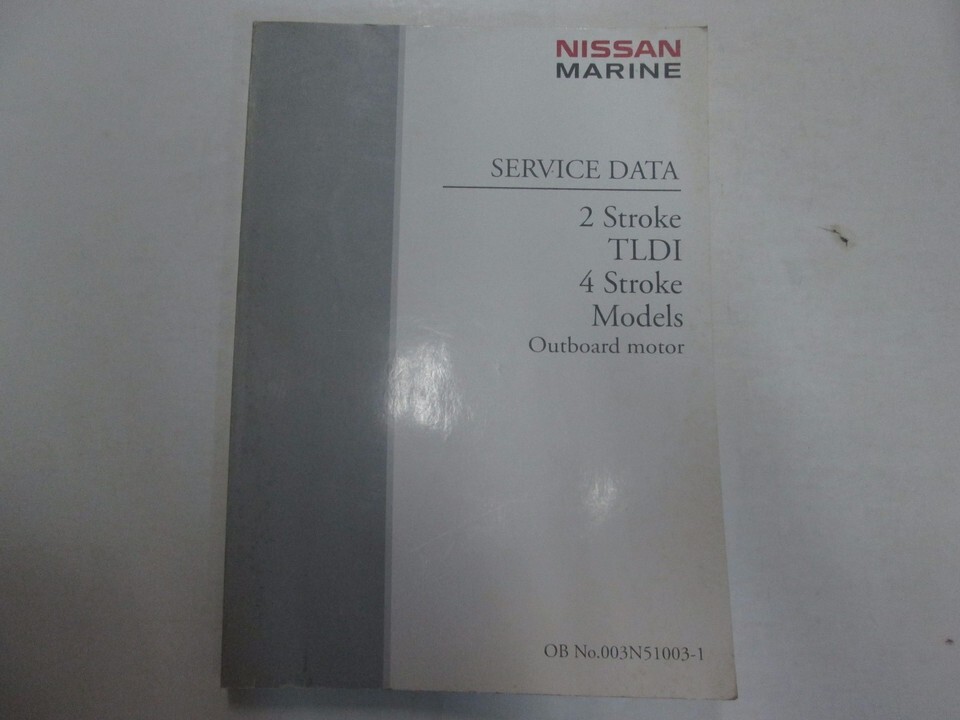 NISSAN
MARINE
SERVICE DATA
2 Stroke
TLDI
4 Stroke
Models
Outboard motor
OB No.003N51003-1